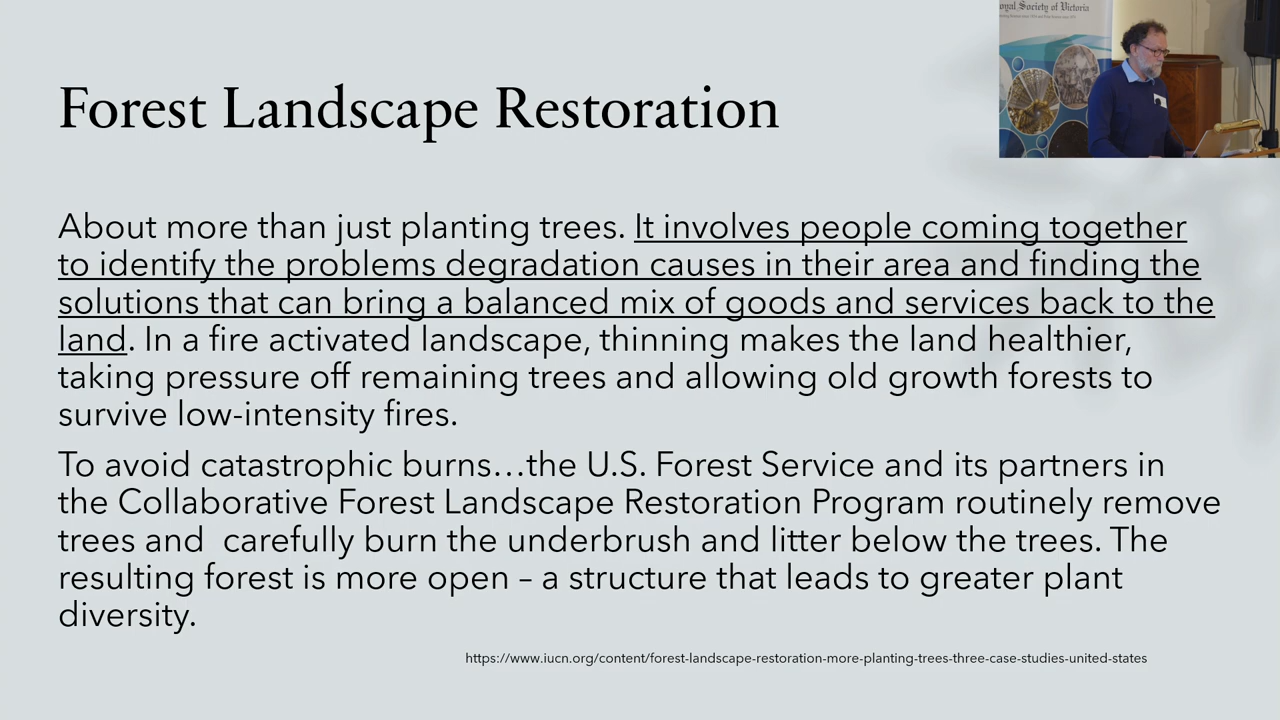 oyal Society of Victoria
Forest Landscape Restoration
About more than just planting trees. It involves people coming together
to identify the problems degradation causes in their area and finding the
solutions that can bring a balanced mix of goods and services back to the
land. In a fire activated landscape, thinning makes the land healthier,
taking pressure off remaining trees and allowing old growth forests to
survive low-intensity fires.
To avoid catastrophic burns…the U.S. Forest Service and its partners in
the Collaborative Forest Landscape Restoration Program routinely remove
trees and  carefully burn the underbrush and litter below the trees. The
resulting forest is more open – a structure that leads to greater plant
diversity.
https://www.iucn.org/content/forest-landscape-restoration-more-planting-trees-three-case-studies-united-states